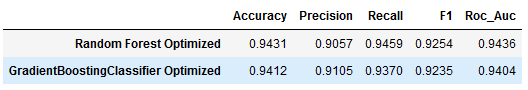 Accuracy Precision Recall F1 Roc_Auc
Random Forest Optimized 0.9431 0.9057 0.9459 0.9254 0.9436
GradientBoostingClassifier Optimized 0.9412 0.9105 0.9370 0.9235 0.9404